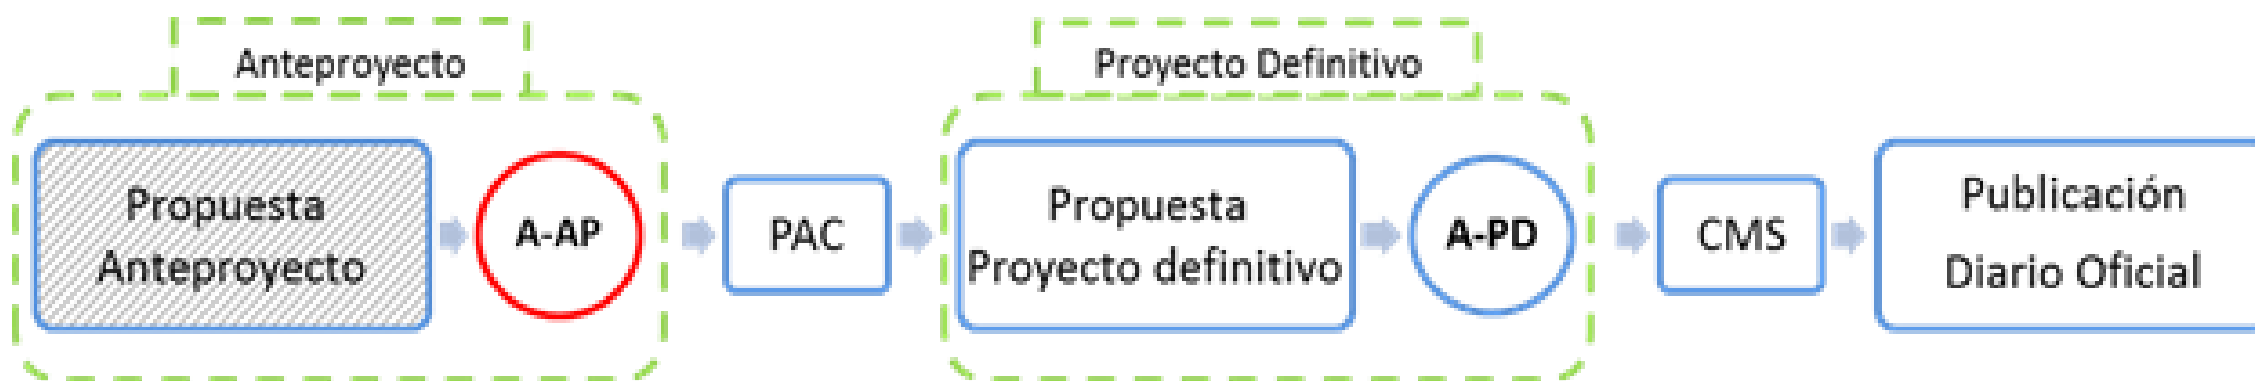 Anteproyecto
Propuesta
Anteproyecto
A-AP
PAC
Proyecto Definitivo
Propuesta
Proyecto definitivo
A-PD
CMS
Publicación
Diario Oficial